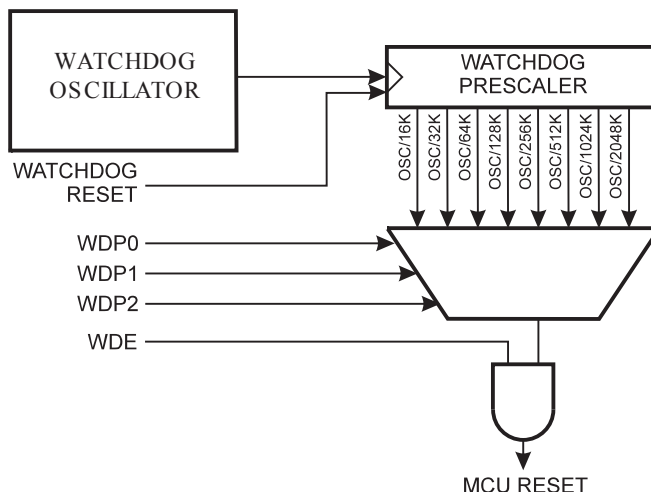 WATCHDOG
OSCILLATOR
WATCHDOG
PRESCALER
OSC/16K
OSC/32K
OSC/64K
OSC/128K
OSC/256K
OSC/512K
OSC/1024K
OSC/2048K
WATCHDOG
RESET
WDP0
WDP1
WDP2
WDE
MCU RESET